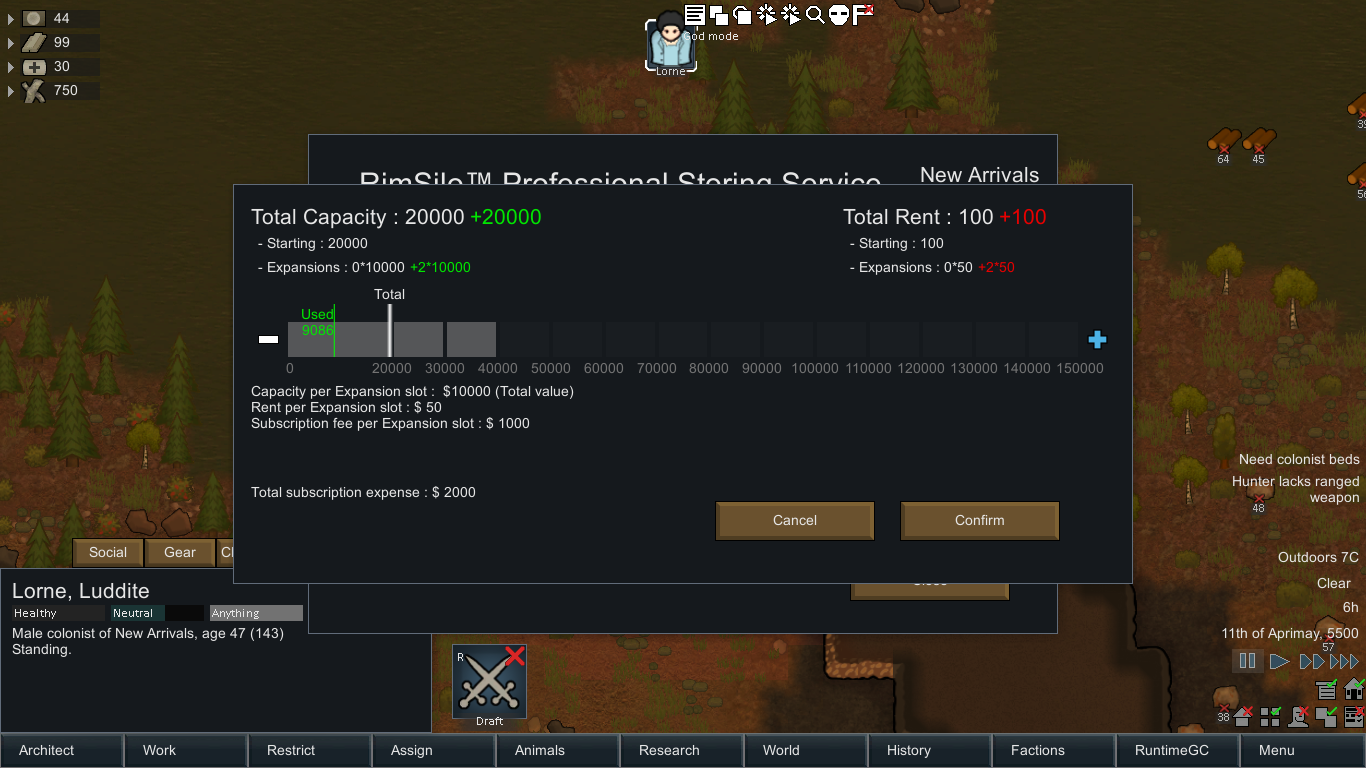 44
99
30
750
God mode
Lorne
64
45
RimSilo™ Professional Storing Service
New Arrivals
Total Capacity : 20000 +20000
- Starting : 20000
- Expansions : 0*10000 +2*10000
Total Rent : 100 +100
- Starting : 100
- Expansions : 0*50 +2*50
Total
Used
9086
0 20000 30000 40000 50000 60000 70000 80000 90000 100000 110000 120000 130000 140000 150000
Capacity per Expansion slot :  $10000 (Total value)
Rent per Expansion slot : $ 50
Subscription fee per Expansion slot : $ 1000
Total subscription expense : $ 2000
Cancel
Confirm
Close
Need colonist beds
Hunter lacks ranged
weapon
48
Outdoors 7C
Clear
6h
11th of Aprimay, 5500
57
38
Social
Gear
Lorne, Luddite
Healthy
Neutral
Anything
Male colonist of New Arrivals, age 47 (143)
Standing.
R
Draft
Architect
Work
Restrict
Assign
Animals
Research
World
History
Factions
RuntimeGC
Menu